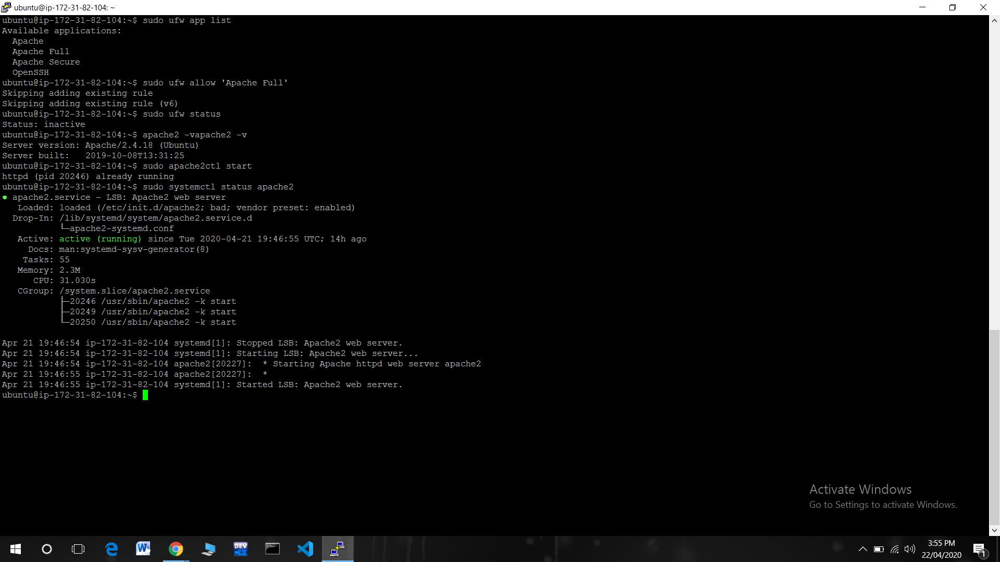 ubuntu@ip-172-31-82-104: ~
ubuntu@ip-172-31-82-104:~$ sudo ufw app list
Available applications:
  Apache
  Apache Full
  Apache Secure
  OpenSSH
ubuntu@ip-172-31-82-104:~$ sudo ufw allow 'Apache Full'
Skipping adding existing rule
Skipping adding existing rule (v6)
ubuntu@ip-172-31-82-104:~$ sudo ufw status
Status: inactive
ubuntu@ip-172-31-82-104:~$ apache2 -vapache2 -v
Server version: Apache/2.4.18 (Ubuntu)
Server built:   2019-10-08T13:31:25
ubuntu@ip-172-31-82-104:~$ sudo apache2ctl start
httpd (pid 20246) already running
ubuntu@ip-172-31-82-104:~$ sudo systemctl status apache2
● apache2.service - LSB: Apache2 web server
   Loaded: loaded (/etc/init.d/apache2; bad; vendor preset: enabled)
  Drop-In: /lib/systemd/system/apache2.service.d
           └─apache2-systemd.conf
   Active: active (running) since Tue 2020-04-21 19:46:55 UTC; 14h ago
     Docs: man:systemd-sysv-generator(8)
    Tasks: 55
   Memory: 2.3M
      CPU: 31.030s
   CGroup: /system.slice/apache2.service
           ├─20246 /usr/sbin/apache2 -k start
           ├─20249 /usr/sbin/apache2 -k start
           └─20250 /usr/sbin/apache2 -k start
Apr 21 19:46:54 ip-172-31-82-104 systemd[1]: Stopped LSB: Apache2 web server.
Apr 21 19:46:54 ip-172-31-82-104 systemd[1]: Starting LSB: Apache2 web server...
Apr 21 19:46:54 ip-172-31-82-104 apache2[20227]:  * Starting Apache httpd web server apache2
Apr 21 19:46:55 ip-172-31-82-104 apache2[20227]:  *
Apr 21 19:46:55 ip-172-31-82-104 systemd[1]: Started LSB: Apache2 web server.
ubuntu@ip-172-31-82-104:~$
Activate Windows
Go to Settings to activate Windows.
W
DEV
C++
3:55 PM
22/04/2020
1